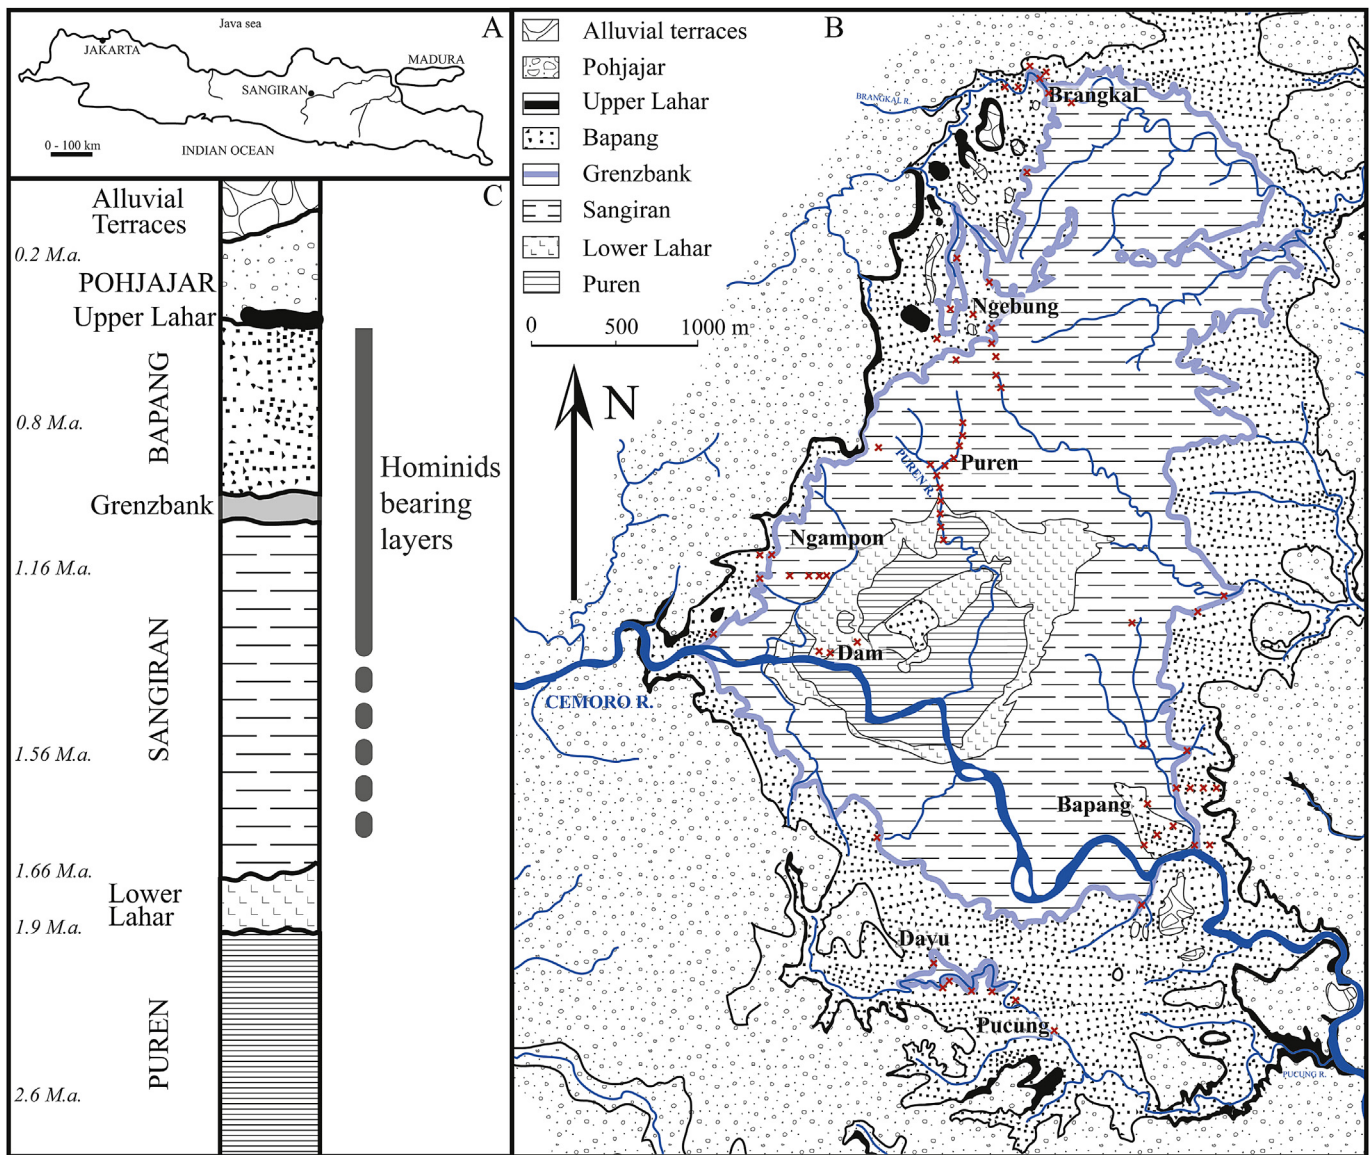 Java sea
A
JAKARTA
MADURA
SANGIRAN
0 - 100 km
INDIAN OCEAN
C
Alluvial
Terraces
0.2 M.a.
POHJAJAR
Upper Lahar
BAPANG
0.8 M.a.
Grenzbank
Hominids
bearing
layers
1.16 M.a.
SANGIRAN
1.56 M.a.
1.66 M.a.
Lower
Lahar
1.9 M.a.
PUREN
2.6 M.a.
B
Alluvial terraces
Pohjajar
Upper Lahar
Bapang
Grenzbank
Sangiran
Lower Lahar
Puren
0 500 1000 m
N
BRANGKAL R.
Brangkal
Ngebung
PUREN R.
Puren
Ngampon
Dam
CEMORO R.
Bapang
Dayu
Pucung
PUCUNG R.